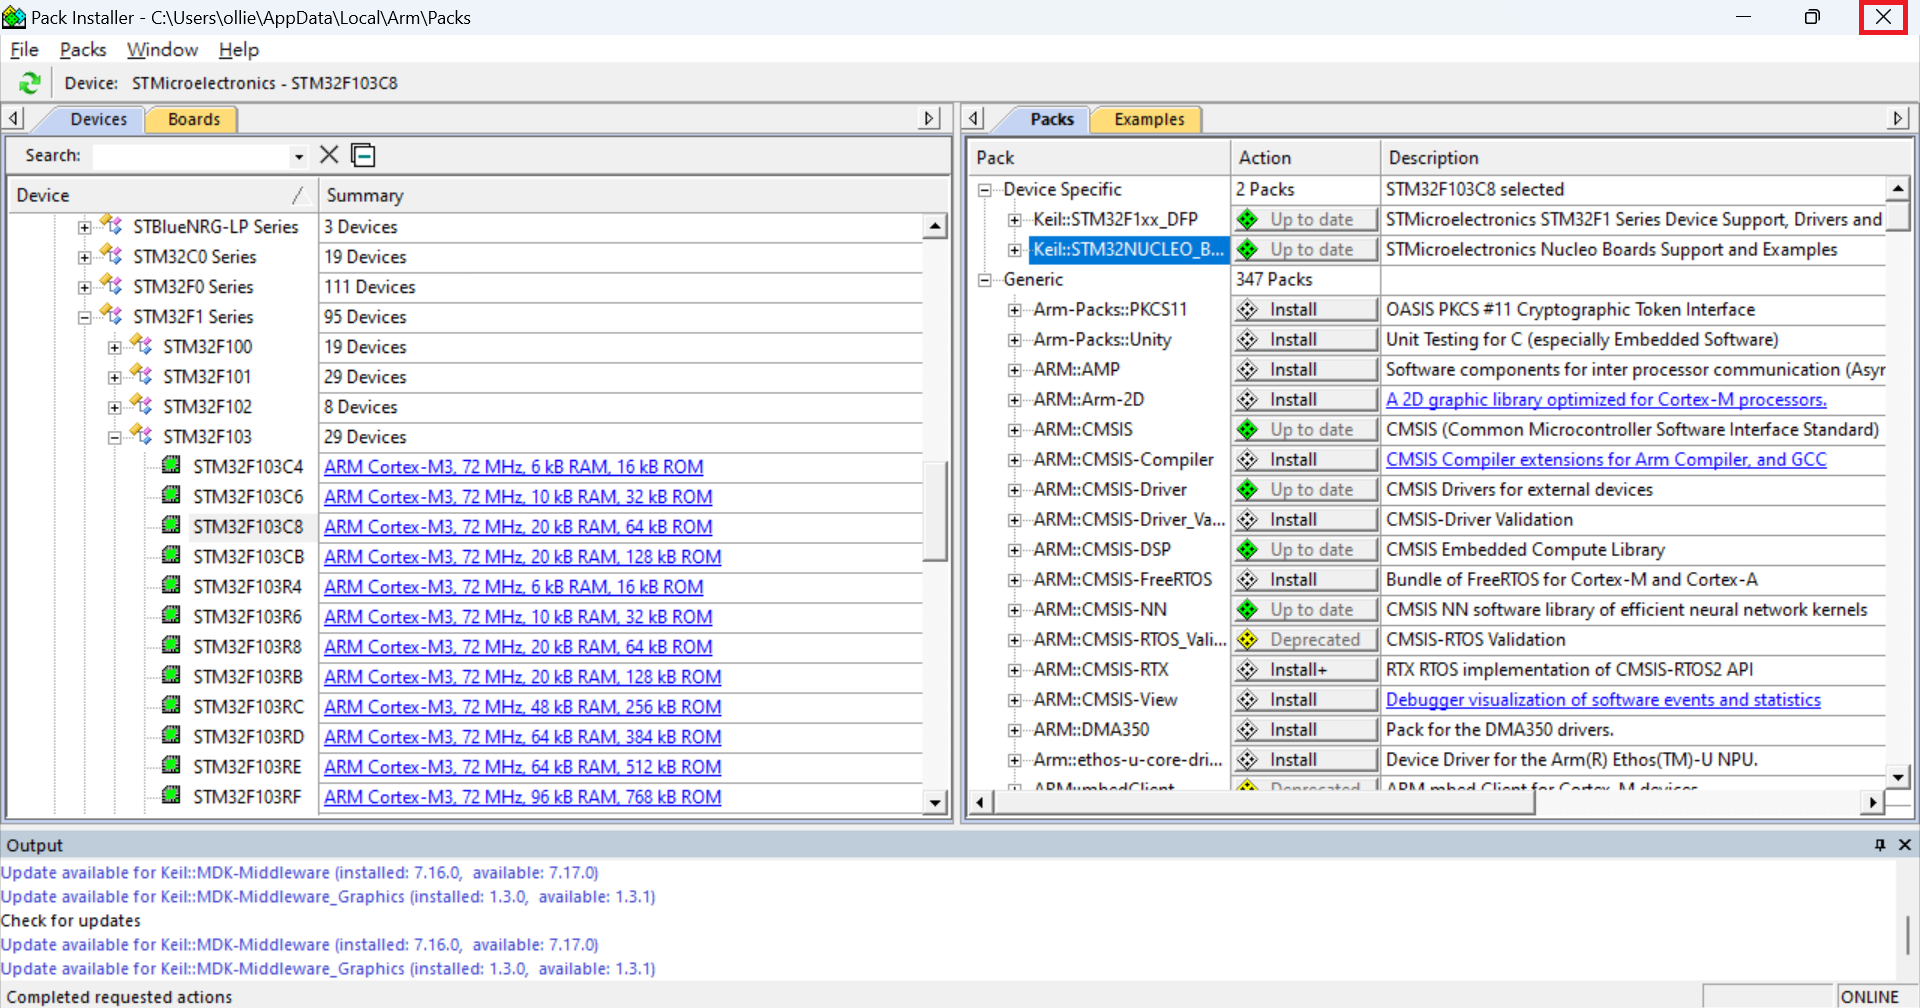 Pack Installer - C:\Users\ollie\AppData\Local\Arm\Packs
File Packs Window Help
Device: STMicroelectronics - STM32F103C8
Devices Boards
Search:
Device Summary
STBlueNRG-LP Series 3 Devices
STM32C0 Series 19 Devices
STM32F0 Series 111 Devices
STM32F1 Series 95 Devices
STM32F100 19 Devices
STM32F101 29 Devices
STM32F102 8 Devices
STM32F103 29 Devices
STM32F103C4 ARM Cortex-M3, 72 MHz, 6 kB RAM, 16 kB ROM
STM32F103C6 ARM Cortex-M3, 72 MHz, 10 kB RAM, 32 kB ROM
STM32F103C8 ARM Cortex-M3, 72 MHz, 20 kB RAM, 64 kB ROM
STM32F103CB ARM Cortex-M3, 72 MHz, 20 kB RAM, 128 kB ROM
STM32F103R4 ARM Cortex-M3, 72 MHz, 6 kB RAM, 16 kB ROM
STM32F103R6 ARM Cortex-M3, 72 MHz, 10 kB RAM, 32 kB ROM
STM32F103R8 ARM Cortex-M3, 72 MHz, 20 kB RAM, 64 kB ROM
STM32F103RB ARM Cortex-M3, 72 MHz, 20 kB RAM, 128 kB ROM
STM32F103RC ARM Cortex-M3, 72 MHz, 48 kB RAM, 256 kB ROM
STM32F103RD ARM Cortex-M3, 72 MHz, 64 kB RAM, 384 kB ROM
STM32F103RE ARM Cortex-M3, 72 MHz, 64 kB RAM, 512 kB ROM
STM32F103RF ARM Cortex-M3, 72 MHz, 96 kB RAM, 768 kB ROM
Packs Examples
Pack Action Description
Device Specific 2 Packs STM32F103C8 selected
Keil::STM32F1xx_DFP Up to date STMicroelectronics STM32F1 Series Device Support, Drivers and
Keil::STM32NUCLEO_B... Up to date STMicroelectronics Nucleo Boards Support and Examples
Generic 347 Packs
Arm-Packs::PKCS11 Install OASIS PKCS #11 Cryptographic Token Interface
Arm-Packs::Unity Install Unit Testing for C (especially Embedded Software)
ARM::AMP Install Software components for inter processor communication (Asyr
ARM::Arm-2D Install A 2D graphic library optimized for Cortex-M processors.
ARM::CMSIS Up to date CMSIS (Common Microcontroller Software Interface Standard)
ARM::CMSIS-Compiler Install CMSIS Compiler extensions for Arm Compiler, and GCC
ARM::CMSIS-Driver Up to date CMSIS Drivers for external devices
ARM::CMSIS-Driver_Va... Install CMSIS-Driver Validation
ARM::CMSIS-DSP Up to date CMSIS Embedded Compute Library
ARM::CMSIS-FreeRTOS Install Bundle of FreeRTOS for Cortex-M and Cortex-A
ARM::CMSIS-NN Up to date CMSIS NN software library of efficient neural network kernels
ARM::CMSIS-RTOS_Vali... Deprecated CMSIS-RTOS Validation
ARM::CMSIS-RTX Install+ RTX RTOS implementation of CMSIS-RTOS2 API
ARM::CMSIS-View Install Debugger visualization of software events and statistics
ARM::DMA350 Install Pack for the DMA350 drivers.
Arm::ethos-u-core-dri... Install Device Driver for the Arm(R) Ethos(TM)-U NPU.
ARM::mbedClient Deprecated ARM mbed Client for Cortex-M devices
Output
Update available for Keil::MDK-Middleware (installed: 7.16.0, available: 7.17.0)
Update available for Keil::MDK-Middleware_Graphics (installed: 1.3.0, available: 1.3.1)
Check for updates
Update available for Keil::MDK-Middleware (installed: 7.16.0, available: 7.17.0)
Update available for Keil::MDK-Middleware_Graphics (installed: 1.3.0, available: 1.3.1)
Completed requested actions ONLINE